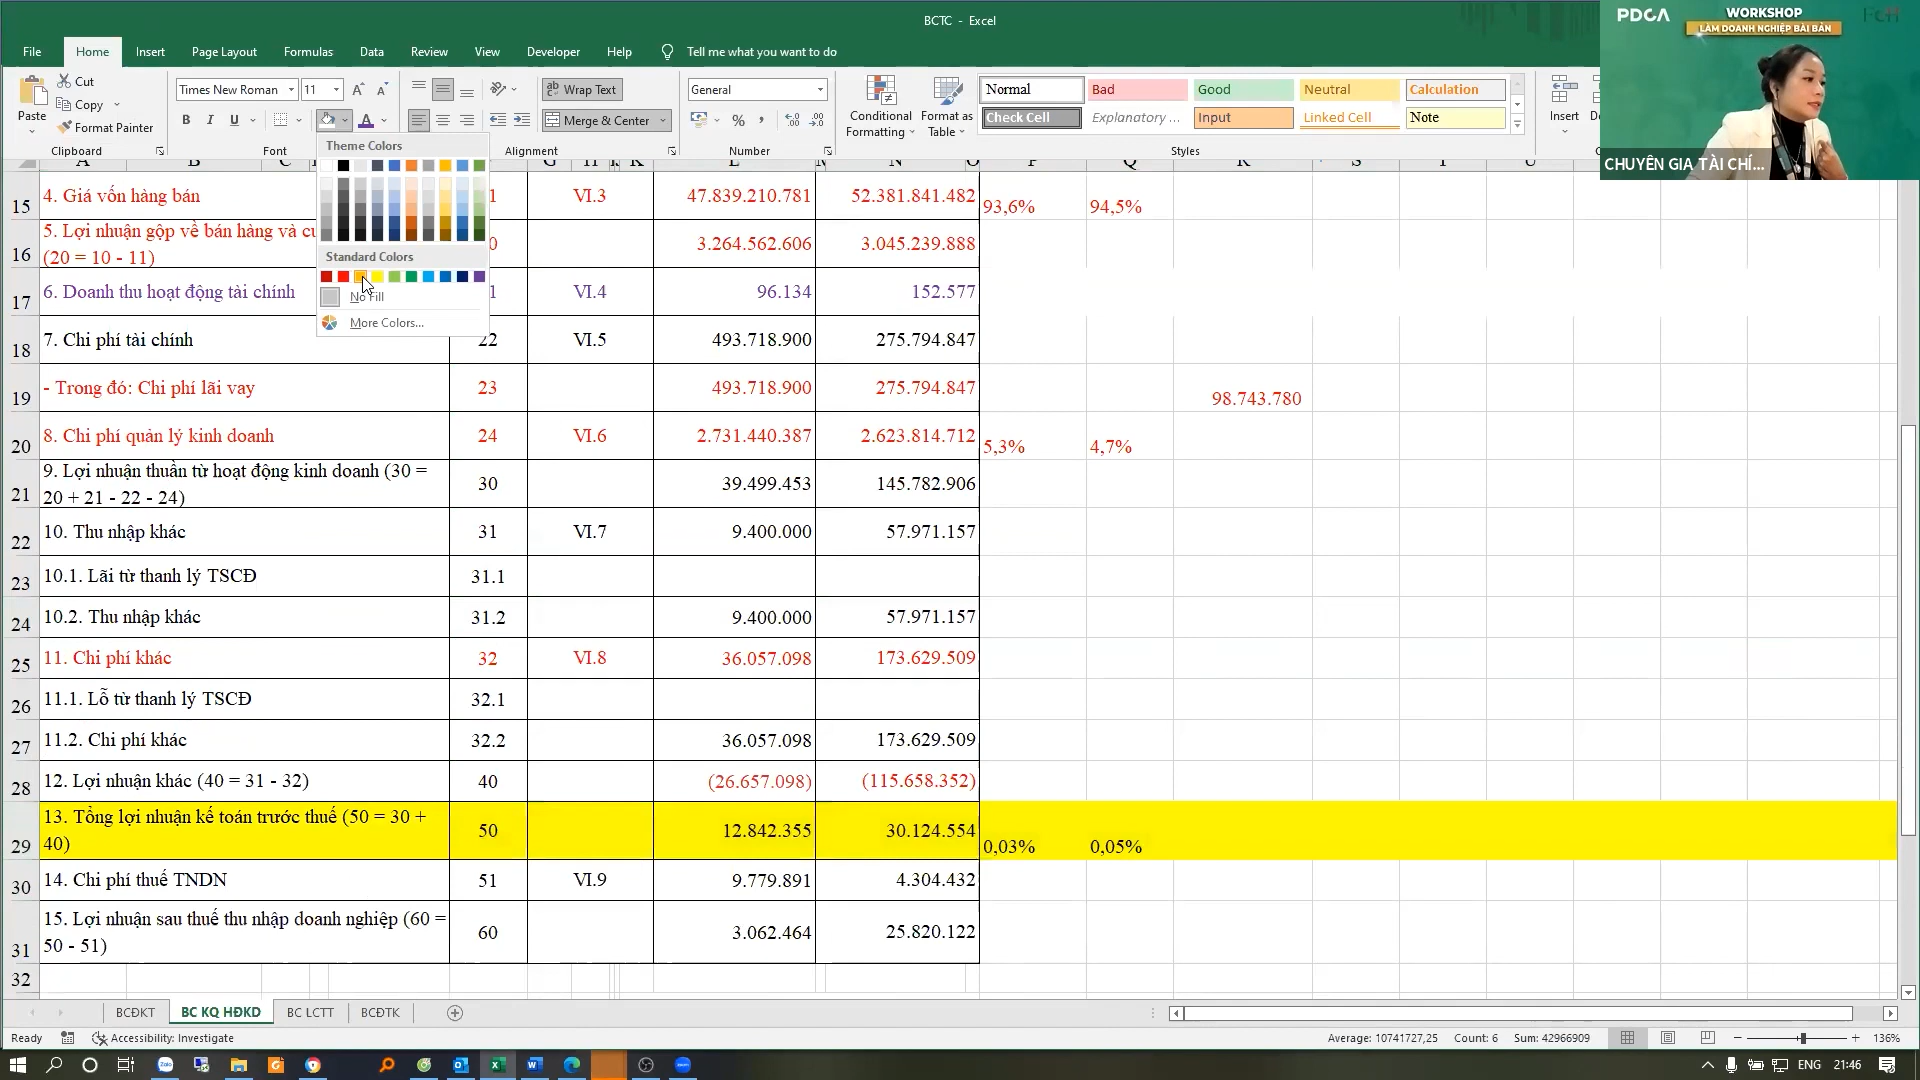 BCTC - Excel
PDCA
WORKSHOP
LÀM DOANH NGHIỆP BÀI BẢN
File Home Insert Page Layout Formulas Data Review View Developer Help Tell me what you want to do
Cut
Copy
Format Painter
Paste
Clipboard
Times New Roman 11
B I U
Font
Wrap Text
Merge & Center
Alignment
General
Number
Conditional Formatting
Format as Table
Normal Bad Good Neutral Calculation
Check Cell Explanatory ... Input Linked Cell Note
Styles
Insert
CHUYÊN GIA TÀI CHÍ...
Theme Colors
Standard Colors
No Fill
More Colors...
15 4. Giá vốn hàng bán 1 VI.3 47.839.210.781 52.381.841.482 93,6% 94,5%
16 5. Lợi nhuận gộp về bán hàng và cu
(20 = 10 - 11) 0 3.264.562.606 3.045.239.888
17 6. Doanh thu hoạt động tài chính 1 VI.4 96.134 152.577
18 7. Chi phí tài chính 22 VI.5 493.718.900 275.794.847
19 - Trong đó: Chi phí lãi vay 23 493.718.900 275.794.847 98.743.780
20 8. Chi phí quản lý kinh doanh 24 VI.6 2.731.440.387 2.623.814.712 5,3% 4,7%
21 9. Lợi nhuận thuần từ hoạt động kinh doanh (30 =
20 + 21 - 22 - 24) 30 39.499.453 145.782.906
22 10. Thu nhập khác 31 VI.7 9.400.000 57.971.157
23 10.1. Lãi từ thanh lý TSCĐ 31.1
24 10.2. Thu nhập khác 31.2 9.400.000 57.971.157
25 11. Chi phí khác 32 VI.8 36.057.098 173.629.509
26 11.1. Lỗ từ thanh lý TSCĐ 32.1
27 11.2. Chi phí khác 32.2 36.057.098 173.629.509
28 12. Lợi nhuận khác (40 = 31 - 32) 40 (26.657.098) (115.658.352)
29 13. Tổng lợi nhuận kế toán trước thuế (50 = 30 +
40) 50 12.842.355 30.124.554 0,03% 0,05%
30 14. Chi phí thuế TNDN 51 VI.9 9.779.891 4.304.432
31 15. Lợi nhuận sau thuế thu nhập doanh nghiệp (60 =
50 - 51) 60 3.062.464 25.820.122
32
BCĐKT BC KQ HĐKD BC LCTT BCĐTK
Ready Accessibility: Investigate Average: 10741727,25 Count: 6 Sum: 42966909 136%
ENG 21:46